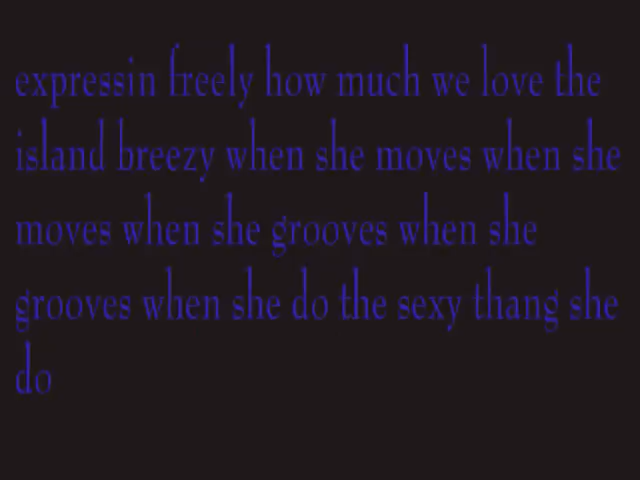 expressin freely how much we love the
island breezy when she moves when she
moves when she grooves when she
grooves when she do the sexy thang she
do